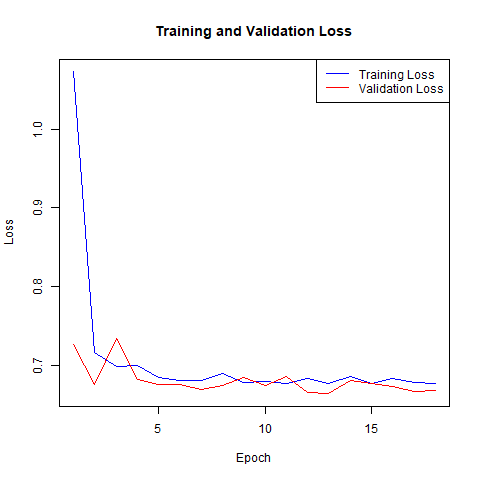 Training and Validation Loss
Training Loss
Validation Loss
1.0
0.9
0.8
0.7
Loss
5
10
15
Epoch